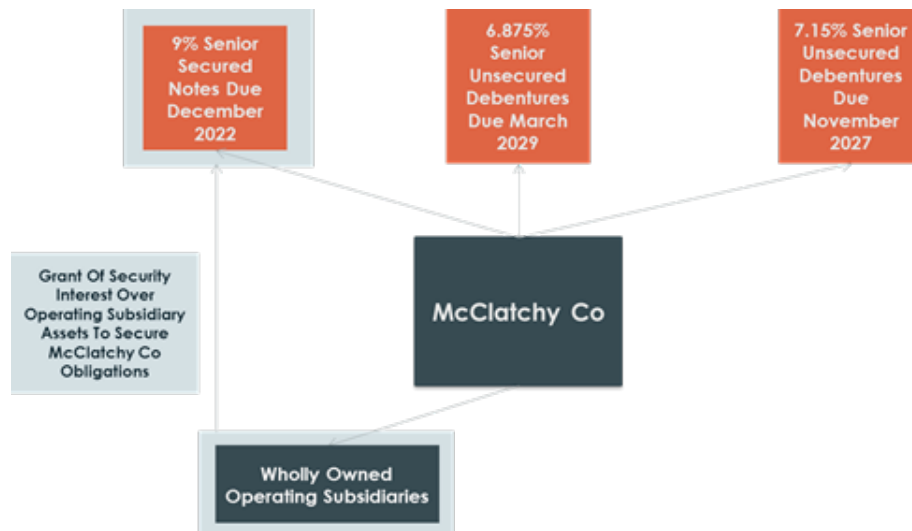 9% Senior
Secured
Notes Due
December
2022
6.875%
Senior
Unsecured
Debentures
Due March
2029
7.15% Senior
Unsecured
Debentures
Due
November
2027
Grant Of Security
Interest Over
Operating Subsidiary
Assets To Secure
McClatchy Co
Obligations
McClatchy Co
Wholly Owned
Operating Subsidiaries